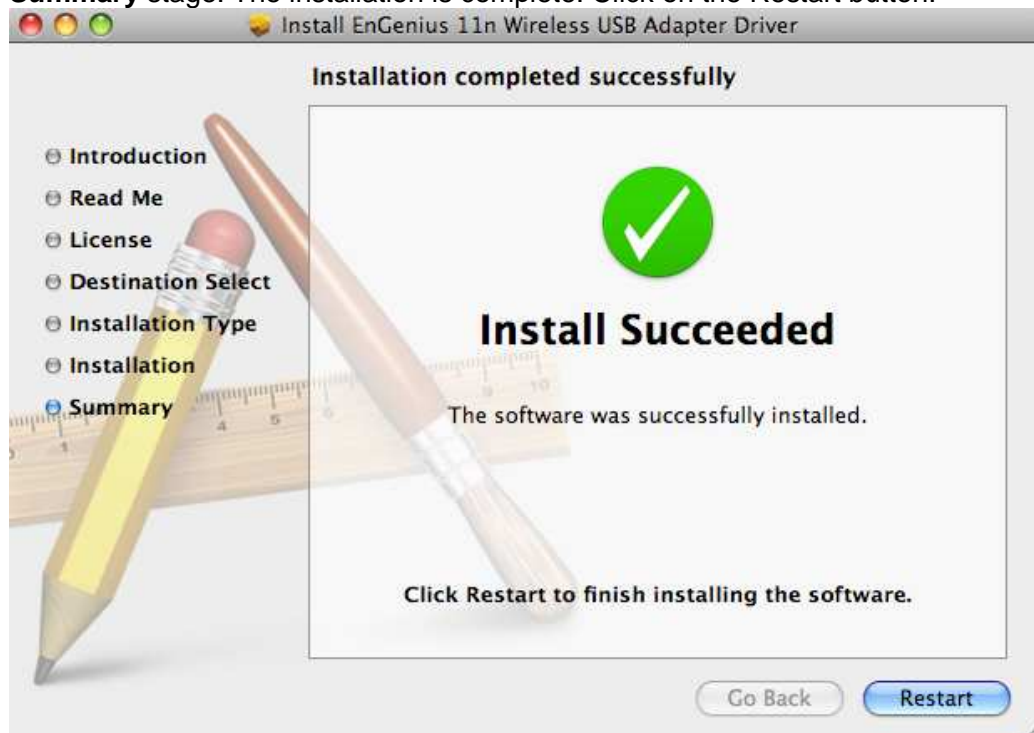 Summary stage: The installation is complete. Click on the Restart button.
Install EnGenius 11n Wireless USB Adapter Driver
Installation completed successfully
Introduction
Read Me
License
Destination Select
Installation Type
Installation
Summary
Install Succeeded
The software was successfully installed.
Click Restart to finish installing the software.
Go Back
Restart